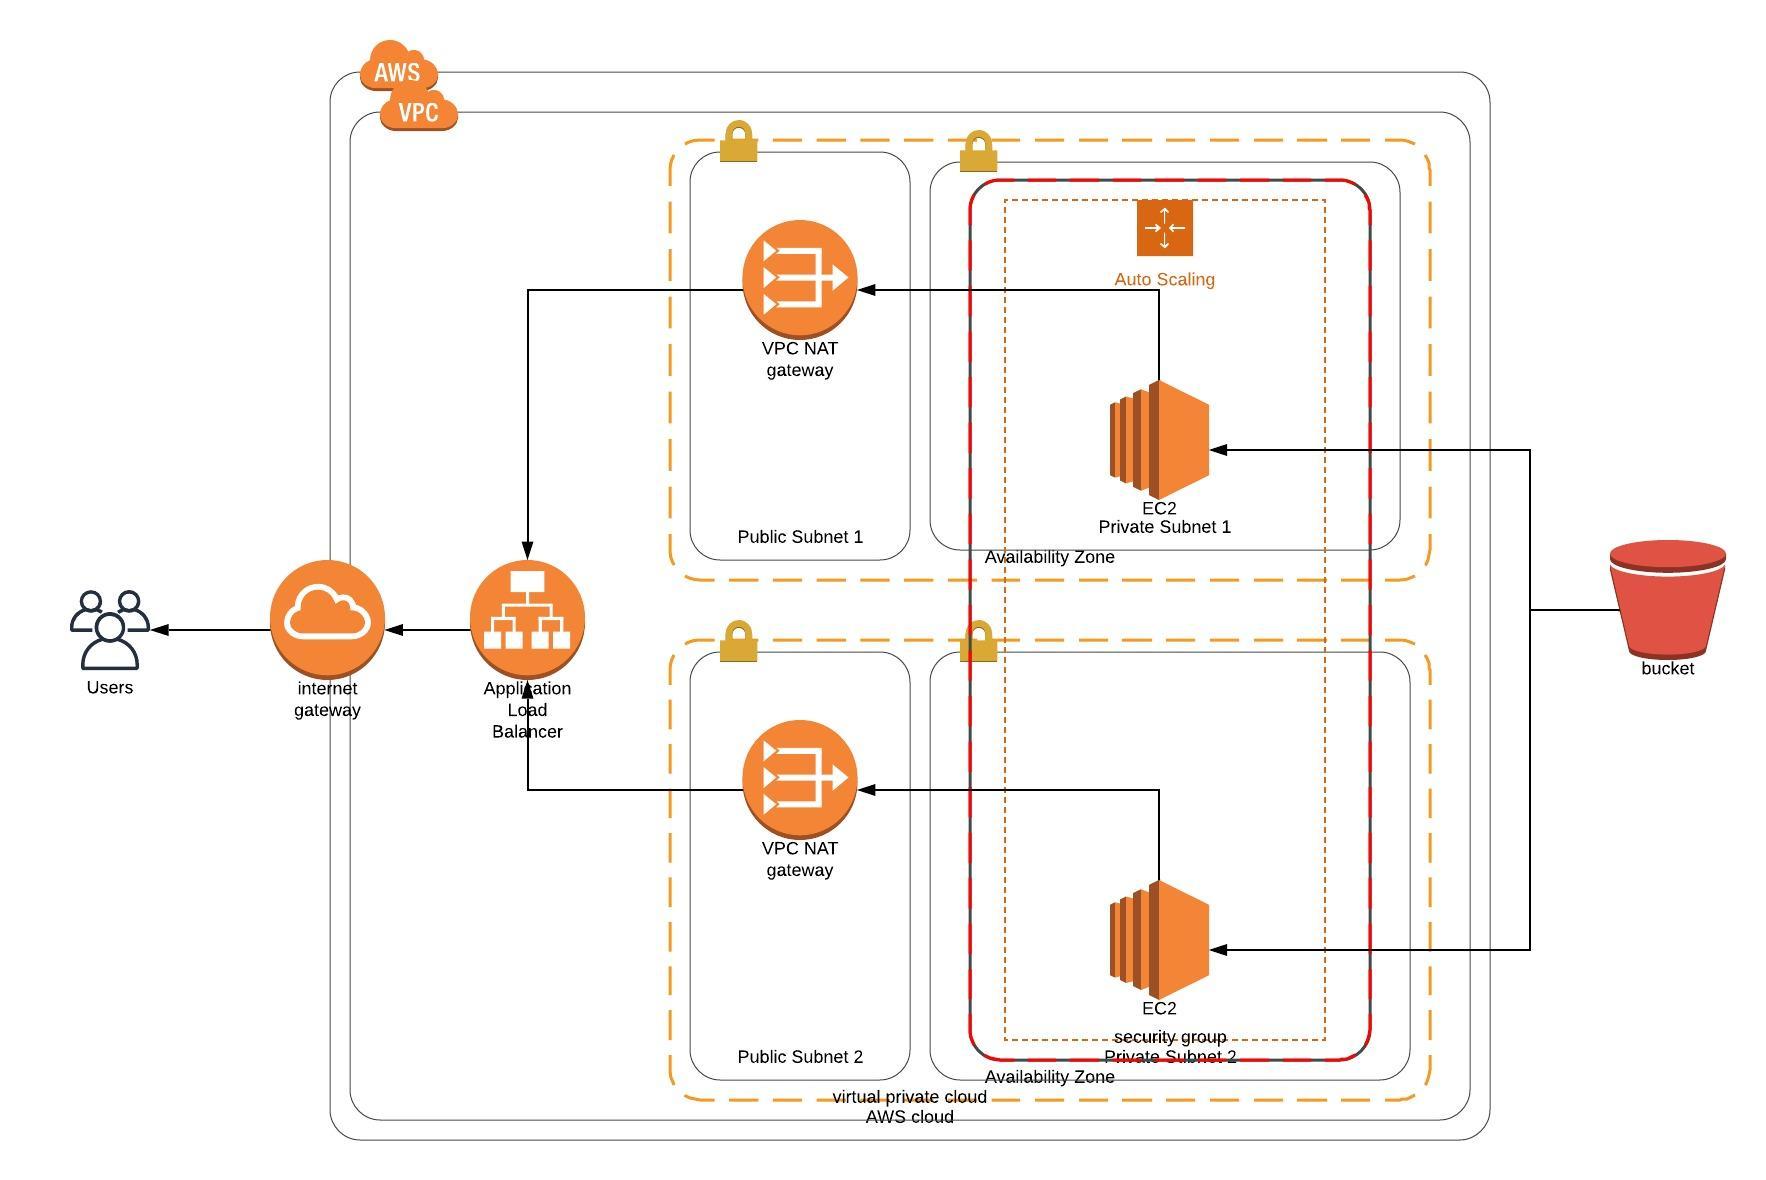 AWS
VPC
Auto Scaling
VPC NAT
gateway
EC2
Private Subnet 1
Public Subnet 1
Availability Zone
Users
internet
gateway
Application
Load
Balancer
bucket
VPC NAT
gateway
EC2
security group
Private Subnet 2
Public Subnet 2
Availability Zone
virtual private cloud
AWS cloud